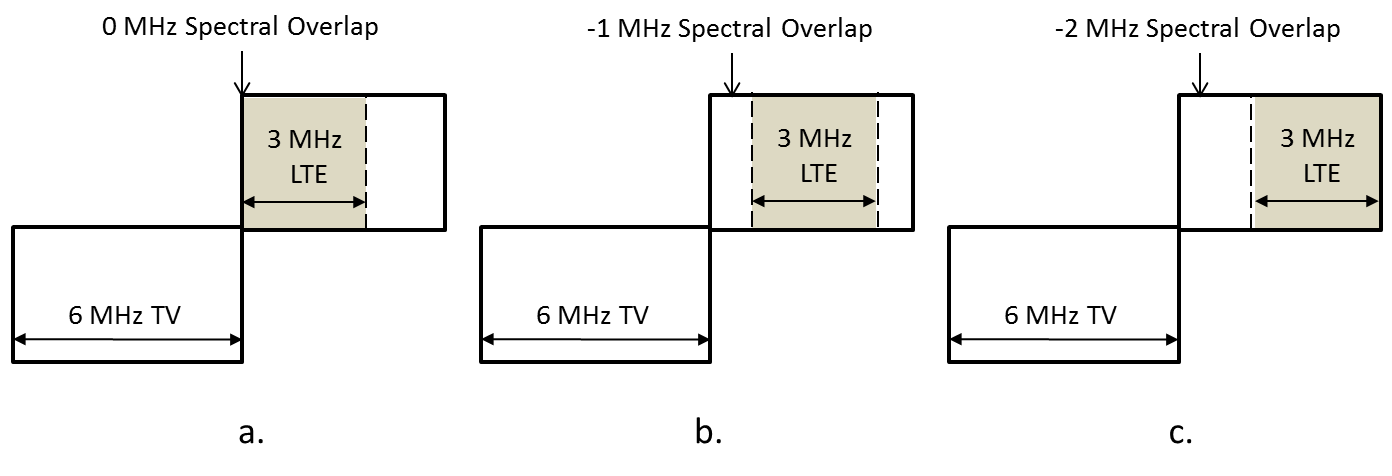 0 MHz Spectral Overlap
3 MHz
LTE
6 MHz TV
a.
-1 MHz Spectral Overlap
3 MHz
LTE
6 MHz TV
b.
-2 MHz Spectral Overlap
3 MHz
LTE
6 MHz TV
c.